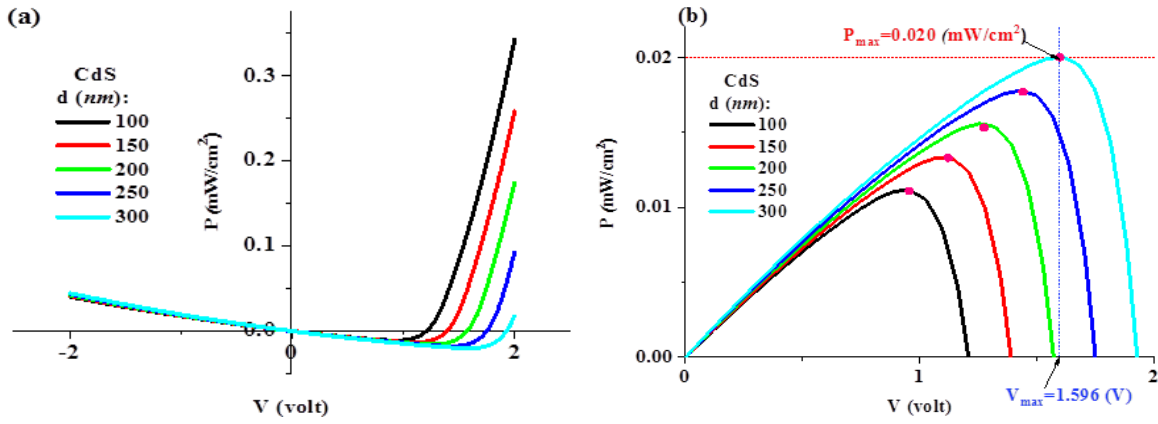 (a)
CdS
d (nm):
100
150
200
250
300
P (mW/cm²)
0.3
0.2
0.1
0.0
-2
0
2
V (volt)
(b)
Pmax=0.020 (mW/cm²)
CdS
d (nm):
100
150
200
250
300
P (mW/cm²)
0.02
0.01
0.00
0
1
2
V (volt)
Vmax=1.596 (V)